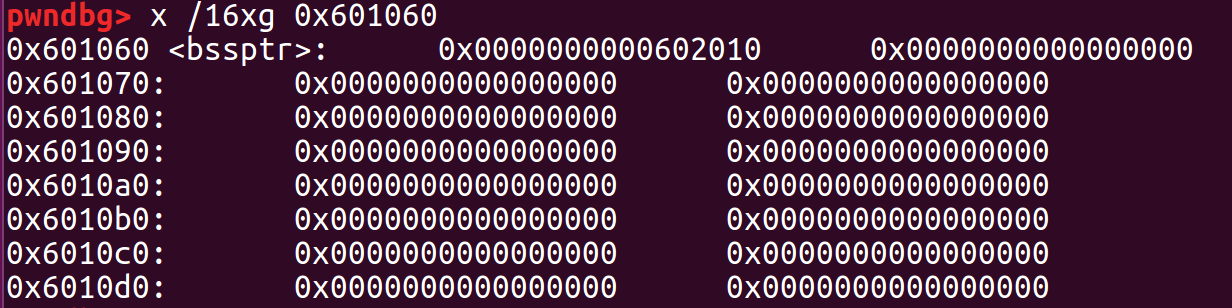 pwndbg> x /16xg 0x601060
0x601060 <bssptr>: 0x0000000000602010 0x0000000000000000
0x601070: 0x0000000000000000 0x0000000000000000
0x601080: 0x0000000000000000 0x0000000000000000
0x601090: 0x0000000000000000 0x0000000000000000
0x6010a0: 0x0000000000000000 0x0000000000000000
0x6010b0: 0x0000000000000000 0x0000000000000000
0x6010c0: 0x0000000000000000 0x0000000000000000
0x6010d0: 0x0000000000000000 0x0000000000000000